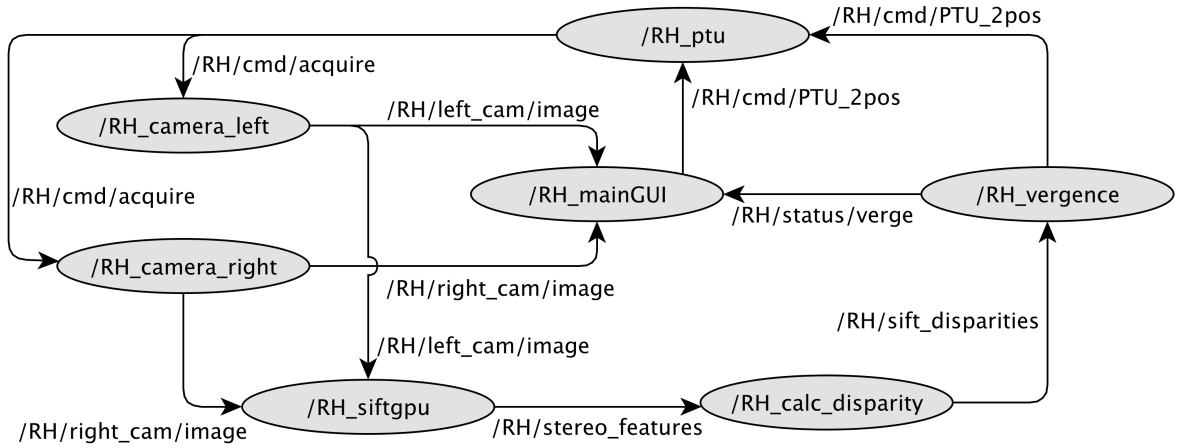 /RH/cmd/PTU_2pos
/RH_ptu
/RH/cmd/acquire
/RH/cmd/PTU_2pos
/RH/left_cam/image
/RH_camera_left
/RH/cmd/acquire
/RH_mainGUI
/RH_vergence
/RH/status/verge
/RH_camera_right
/RH/right_cam/image
/RH/sift_disparities
/RH/left_cam/image
/RH_siftgpu
/RH_calc_disparity
/RH/right_cam/image
/RH/stereo_features